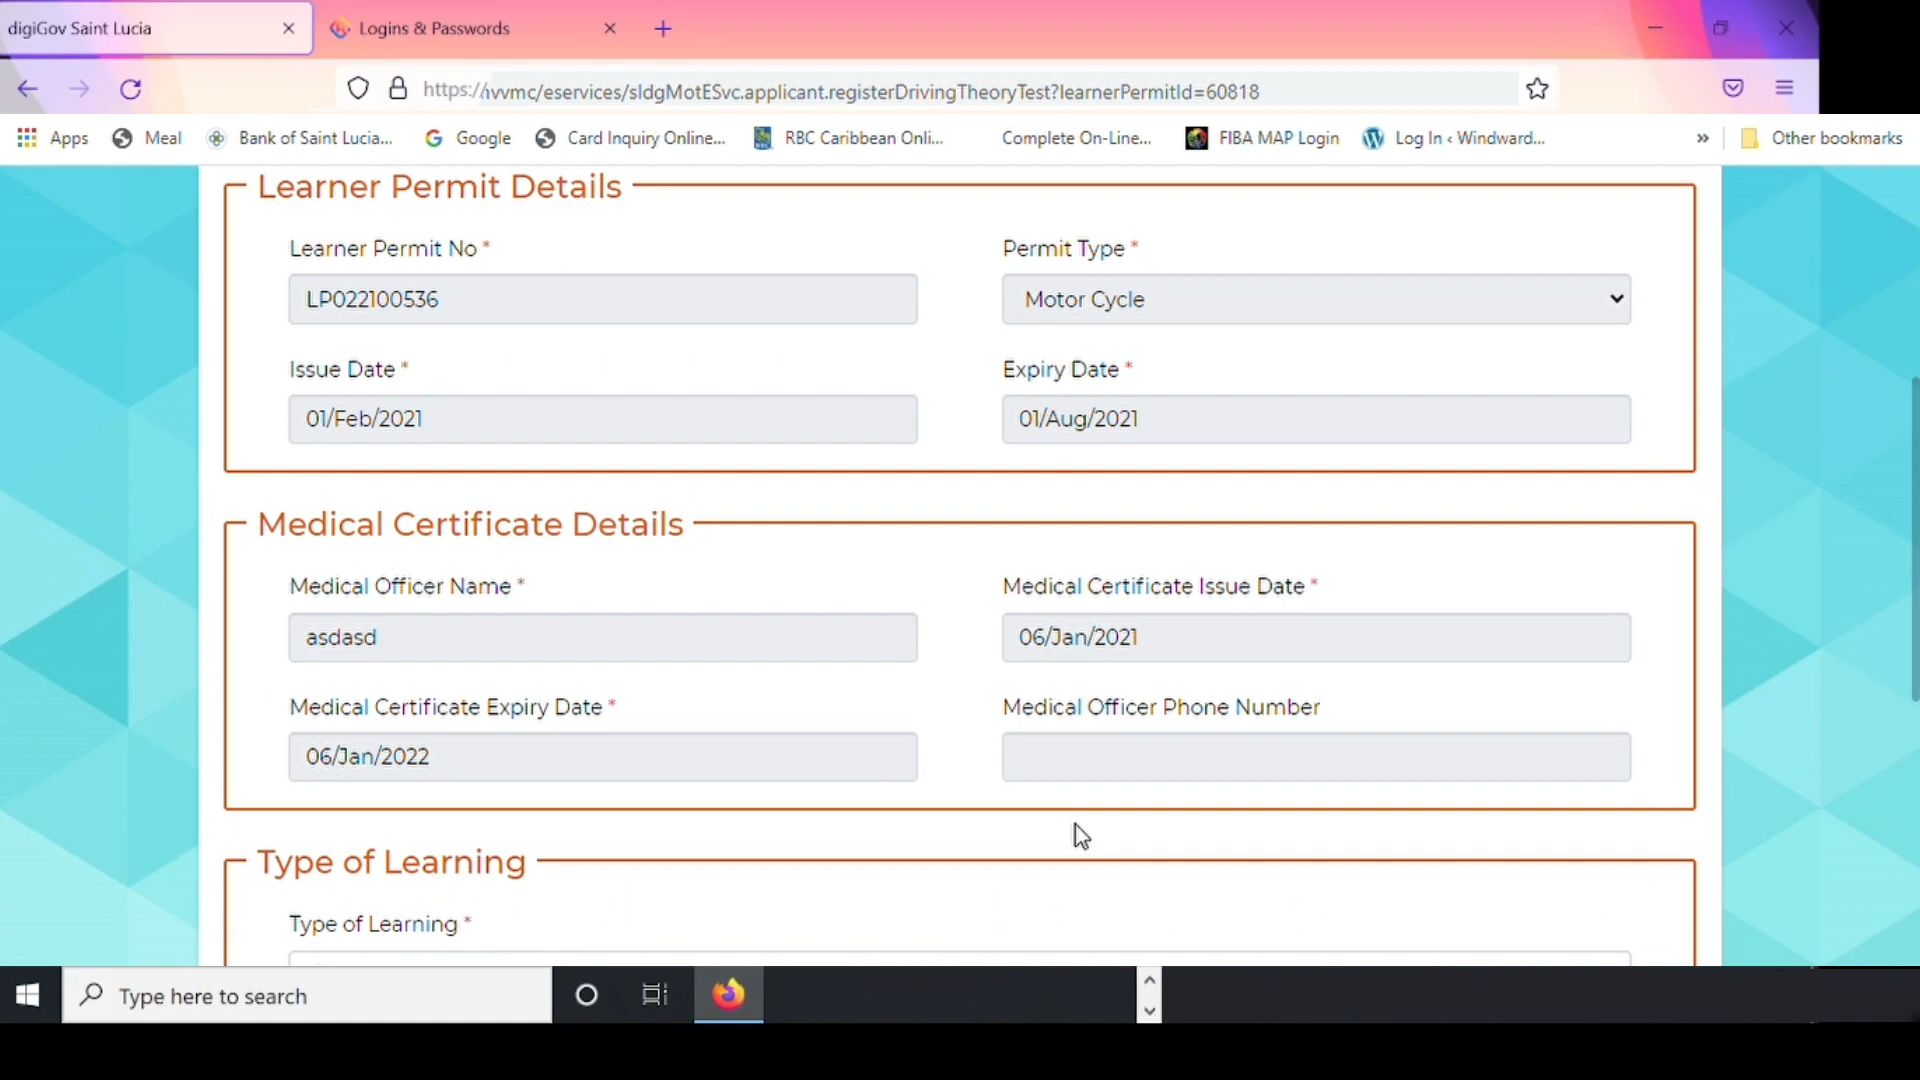 digiGov Saint Lucia
Logins & Passwords
https://ivvmc/eservices/sldgMotESvc.applicant.registerDrivingTheoryTest?learnerPermitId=60818
Apps Meal Bank of Saint Lucia... Google Card Inquiry Online... RBC Caribbean Onli... Complete On-Line... FIBA MAP Login Log In ‹ Windward... » Other bookmarks
Learner Permit Details
Learner Permit No * Permit Type *
LP022100536 Motor Cycle
Issue Date * Expiry Date *
01/Feb/2021 01/Aug/2021
Medical Certificate Details
Medical Officer Name * Medical Certificate Issue Date *
asdasd 06/Jan/2021
Medical Certificate Expiry Date * Medical Officer Phone Number
06/Jan/2022
Type of Learning
Type of Learning *
Type here to search